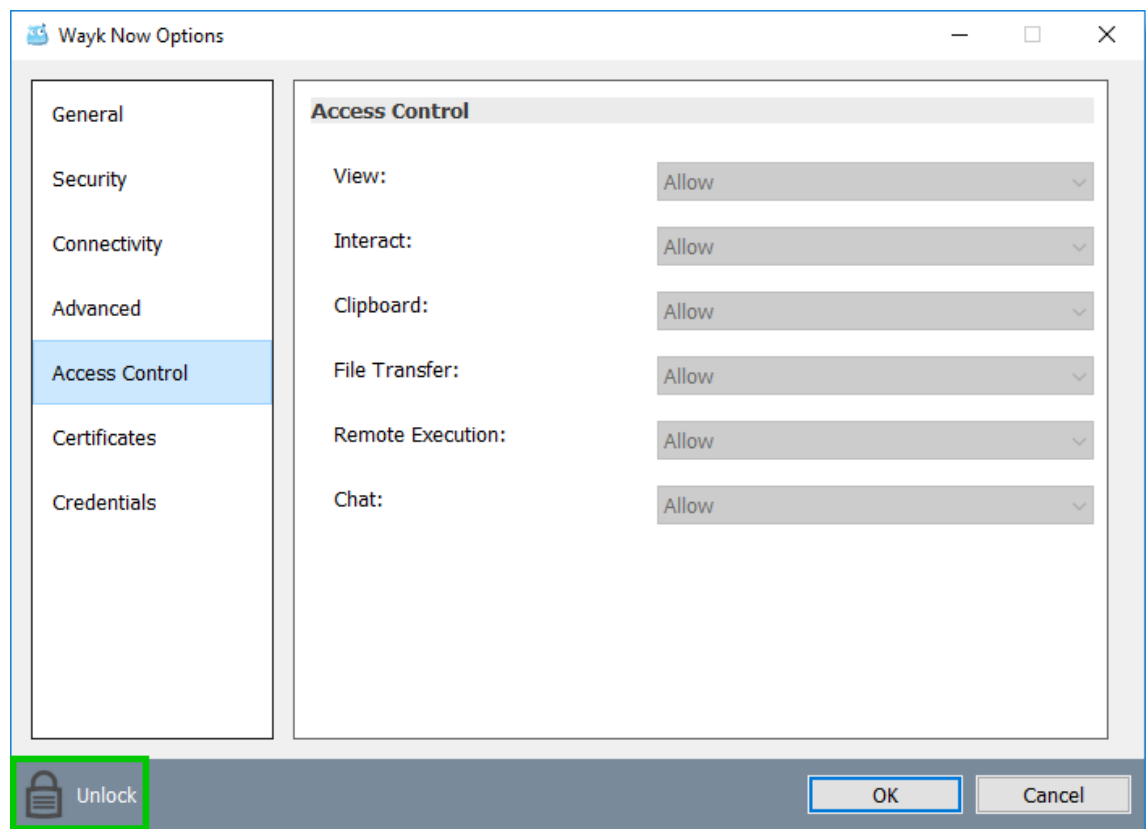 Wayk Now Options
General
Security
Connectivity
Advanced
Access Control
Certificates
Credentials
Access Control
View: Allow
Interact: Allow
Clipboard: Allow
File Transfer: Allow
Remote Execution: Allow
Chat: Allow
Unlock
OK
Cancel